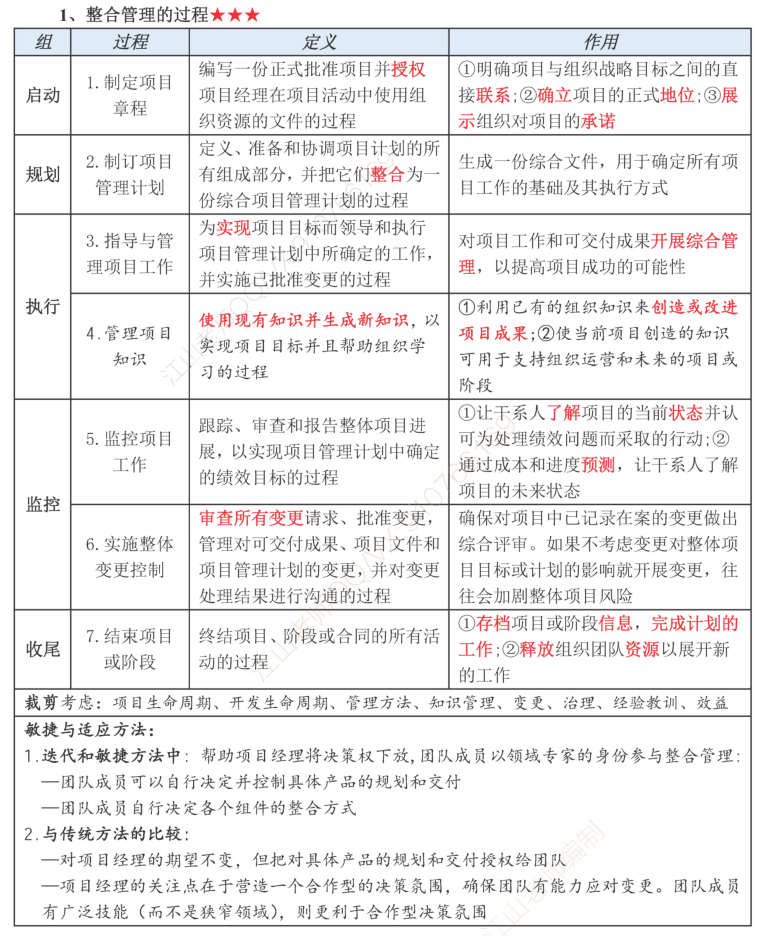 1、整合管理的过程★★★
组 过程 定义 作用
启动
1.制定项目
章程
编写一份正式批准项目并授权
项目经理在项目活动中使用组
织资源的文件的过程
①明确项目与组织战略目标之间的直
接联系;②确立项目的正式地位;③展
示组织对项目的承诺
规划
2.制订项目
管理计划
定义、准备和协调项目计划的所
有组成部分，并把它们整合为一
份综合项目管理计划的过程
生成一份综合文件，用于确定所有项
目工作的基础及其执行方式
执行
3.指导与管
理项目工作
为实现项目目标而领导和执行
项目管理计划中所确定的工作，
并实施已批准变更的过程
对项目工作和可交付成果开展综合管
理，以提高项目成功的可能性
4.管理项目
知识
使用现有知识并生成新知识，以
实现项目目标并且帮助组织学
习的过程
①利用已有的组织知识来创造或改进
项目成果;②使当前项目创造的知识
可用于支持组织运营和未来的项目或
阶段
监控
5.监控项目
工作
跟踪、审查和报告整体项目进
展，以实现项目管理计划中确定
的绩效目标的过程
①让干系人了解项目的当前状态并认
可为处理绩效问题而采取的行动;②
通过成本和进度预测，让干系人了解
项目的未来状态
6.实施整体
变更控制
审查所有变更请求、批准变更，
管理对可交付成果、项目文件和
项目管理计划的变更，并对变更
处理结果进行沟通的过程
确保对项目中已记录在案的变更做出
综合评审。如果不考虑变更对整体项
目目标或计划的影响就开展变更，往
往会加剧整体项目风险
收尾
7.结束项目
或阶段
终结项目、阶段或合同的所有活
动的过程
①存档项目或阶段信息，完成计划的
工作;②释放组织团队资源以展开新
的工作
裁剪考虑：项目生命周期、开发生命周期、管理方法、知识管理、变更、治理、经验教训、效益
敏捷与适应方法：
1.迭代和敏捷方法中：帮助项目经理将决策权下放,团队成员以领域专家的身份参与整合管理：
—团队成员可以自行决定并控制具体产品的规划和交付
—团队成员自行决定各个组件的整合方式
2.与传统方法的比较：
—对项目经理的期望不变，但把对具体产品的规划和交付授权给团队
—项目经理的关注点在于营造一个合作型的决策氛围，确保团队有能力应对变更。团队成员
有广泛技能（而不是狭窄领域），则更利于合作型决策氛围